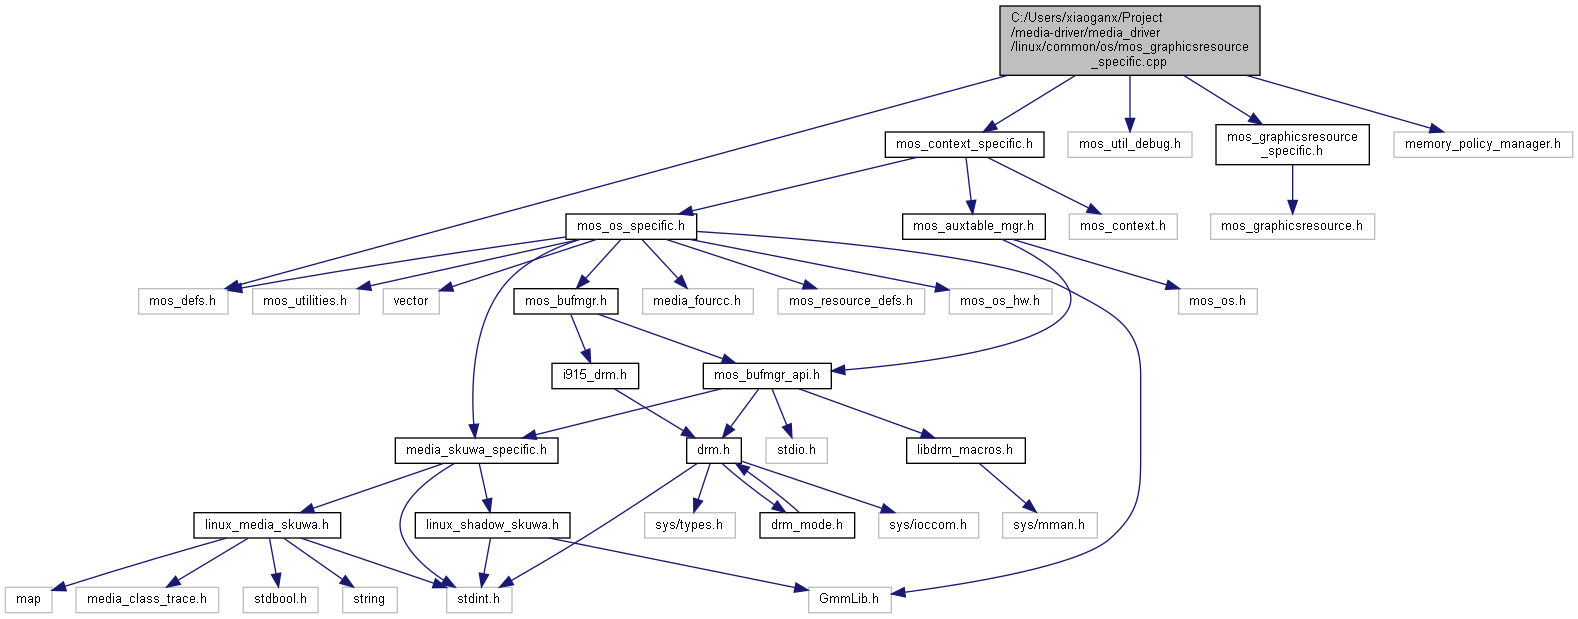 C:/Users/xiaoganx/Project
/media-driver/media_driver
/linux/common/os/mos_graphicsresource
_specific.cpp
mos_context_specific.h
mos_util_debug.h
mos_graphicsresource
_specific.h
memory_policy_manager.h
mos_os_specific.h
mos_auxtable_mgr.h
mos_context.h
mos_graphicsresource.h
mos_defs.h
mos_utilities.h
vector
mos_bufmgr.h
media_fourcc.h
mos_resource_defs.h
mos_os_hw.h
mos_os.h
i915_drm.h
mos_bufmgr_api.h
media_skuwa_specific.h
drm.h
stdio.h
libdrm_macros.h
linux_media_skuwa.h
linux_shadow_skuwa.h
sys/types.h
drm_mode.h
sys/ioccom.h
sys/mman.h
map
media_class_trace.h
stdbool.h
string
stdint.h
GmmLib.h